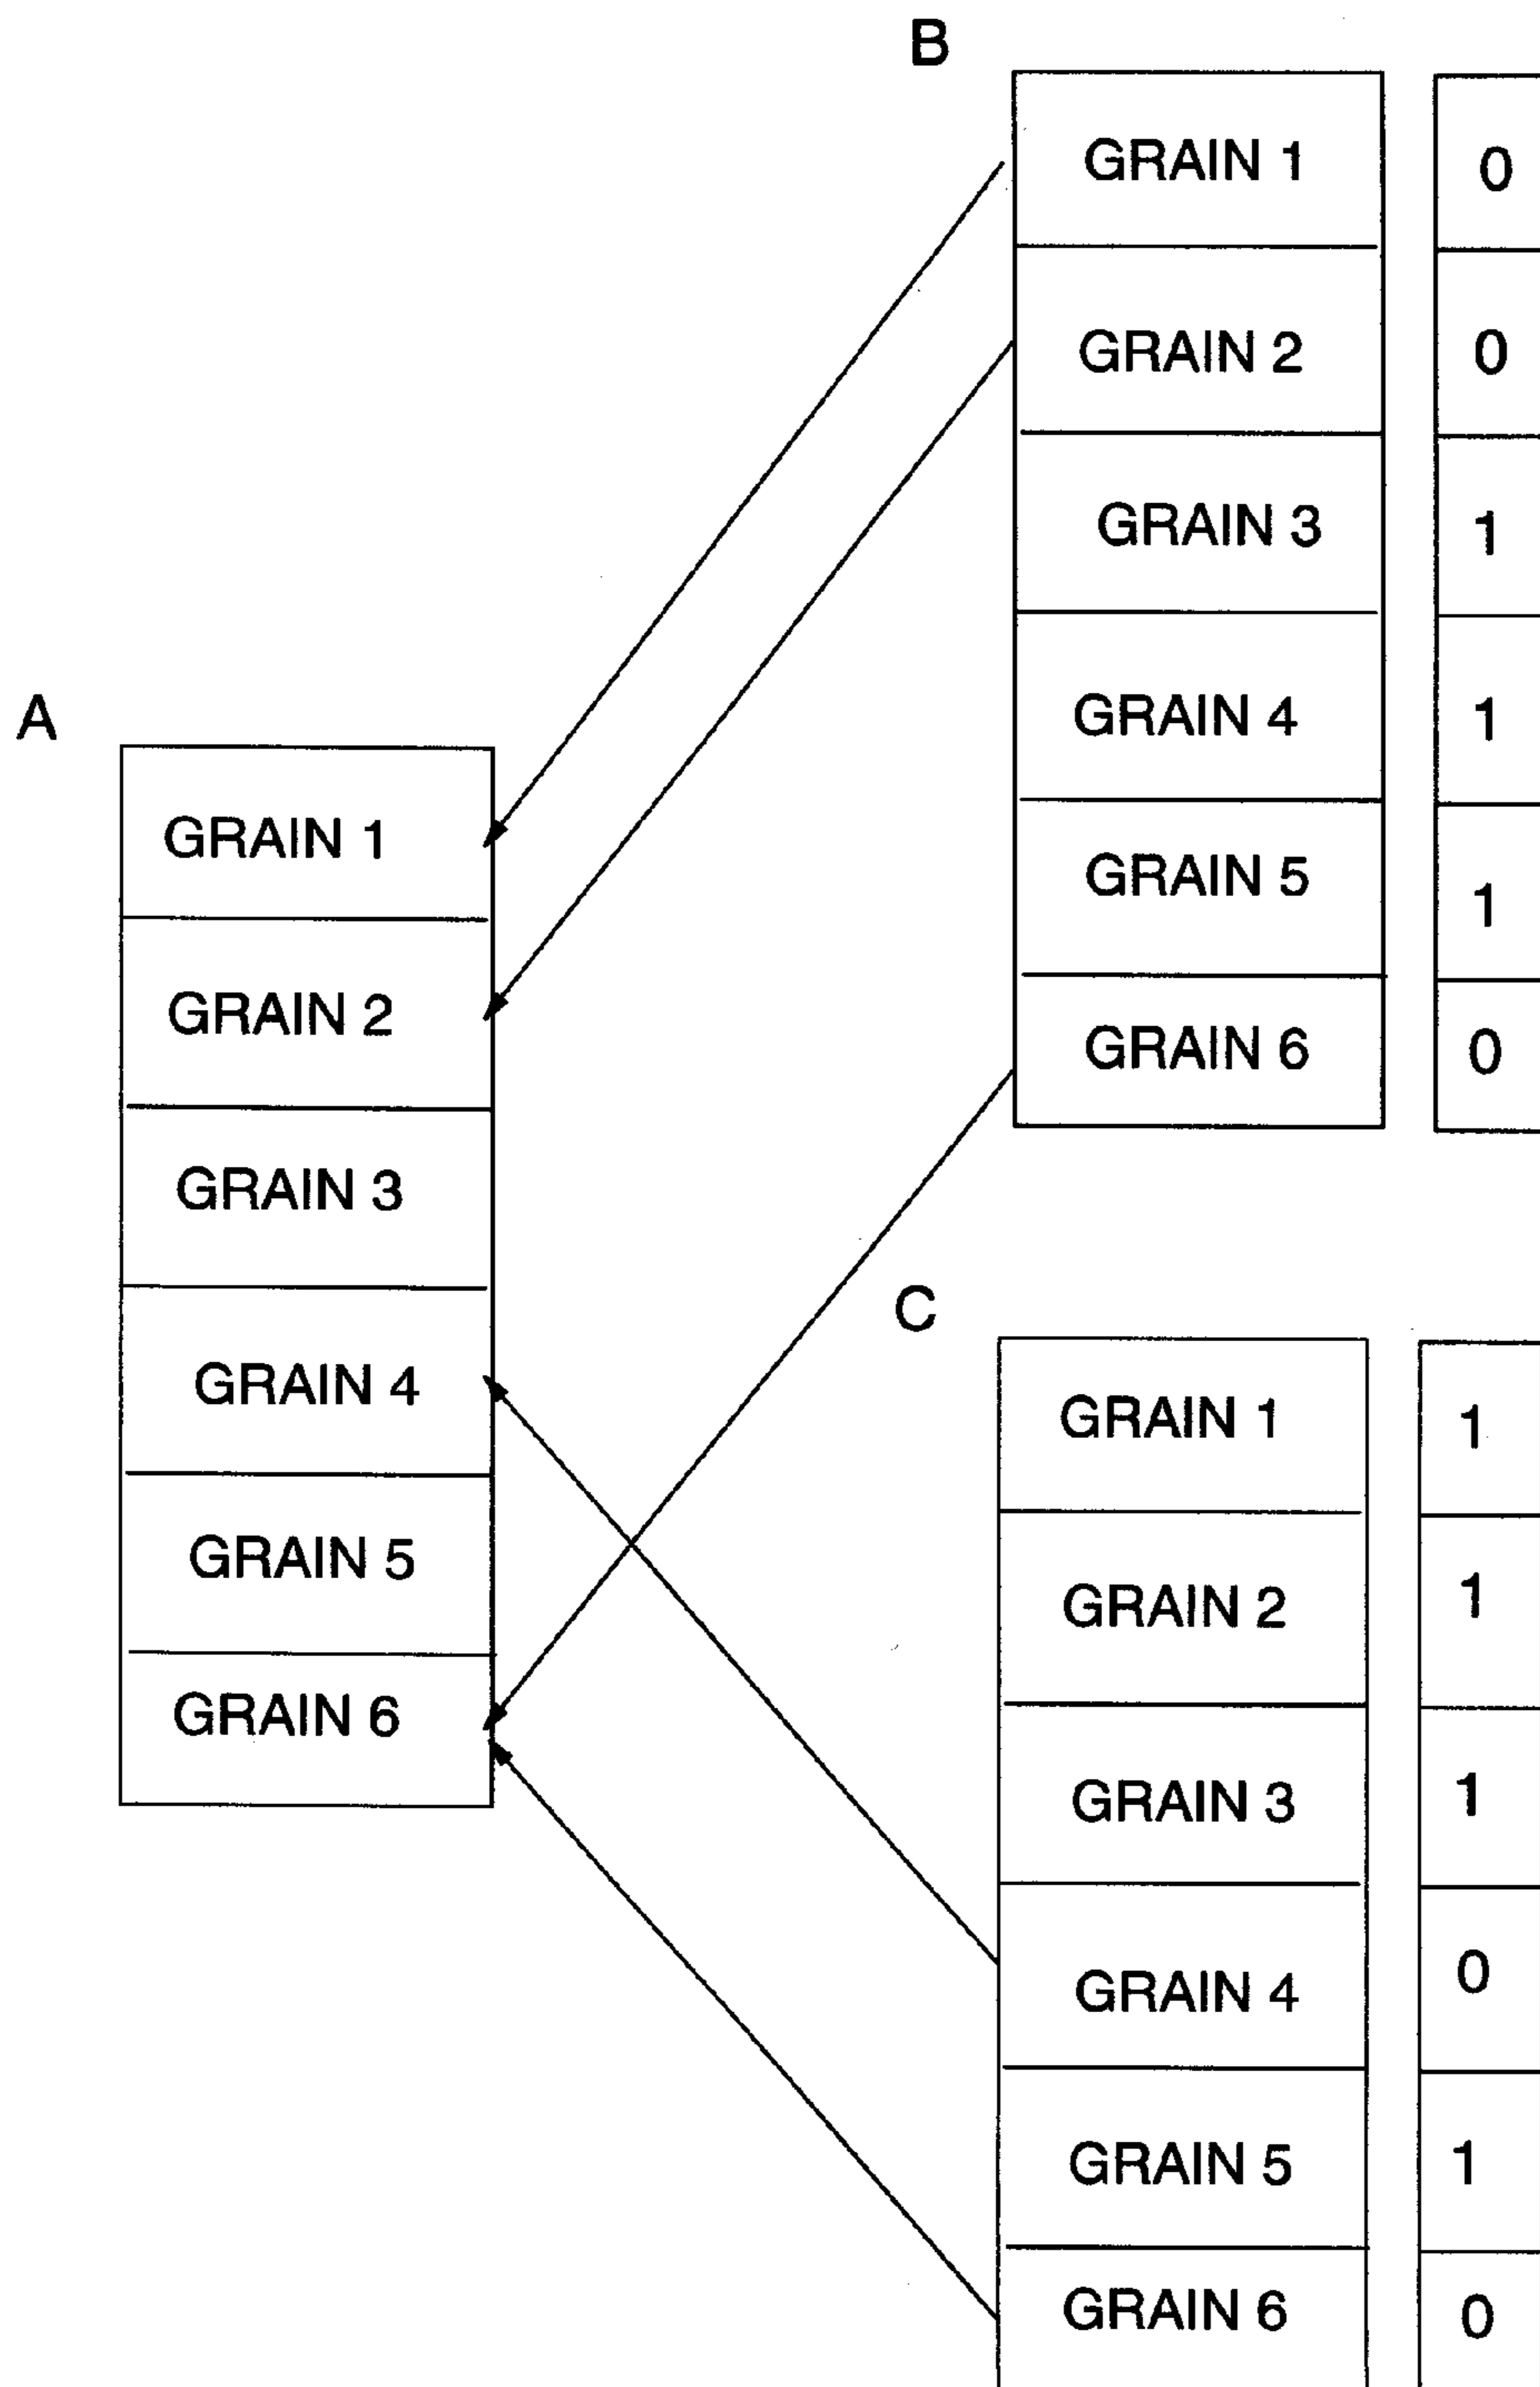 B
GRAIN 1 0
GRAIN 2 0
GRAIN 3 1
GRAIN 4 1
GRAIN 5 1
GRAIN 6 0
A
GRAIN 1
GRAIN 2
GRAIN 3
GRAIN 4
GRAIN 5
GRAIN 6
C
GRAIN 1 1
GRAIN 2 1
GRAIN 3 1
GRAIN 4 0
GRAIN 5 1
GRAIN 6 0